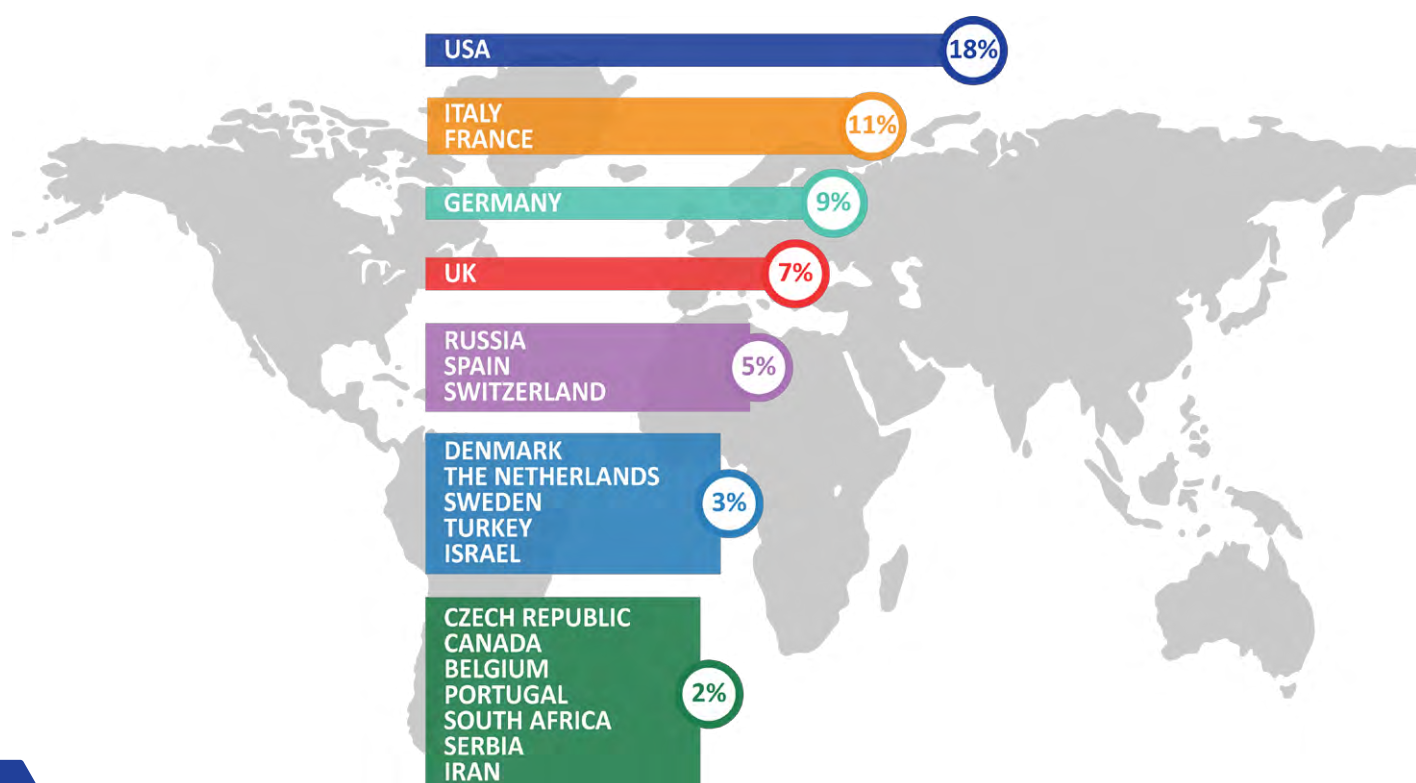 USA
18%
ITALY
FRANCE
11%
GERMANY
9%
UK
7%
RUSSIA
SPAIN
SWITZERLAND
5%
DENMARK
THE NETHERLANDS
SWEDEN
TURKEY
ISRAEL
3%
CZECH REPUBLIC
CANADA
BELGIUM
PORTUGAL
SOUTH AFRICA
SERBIA
IRAN
2%